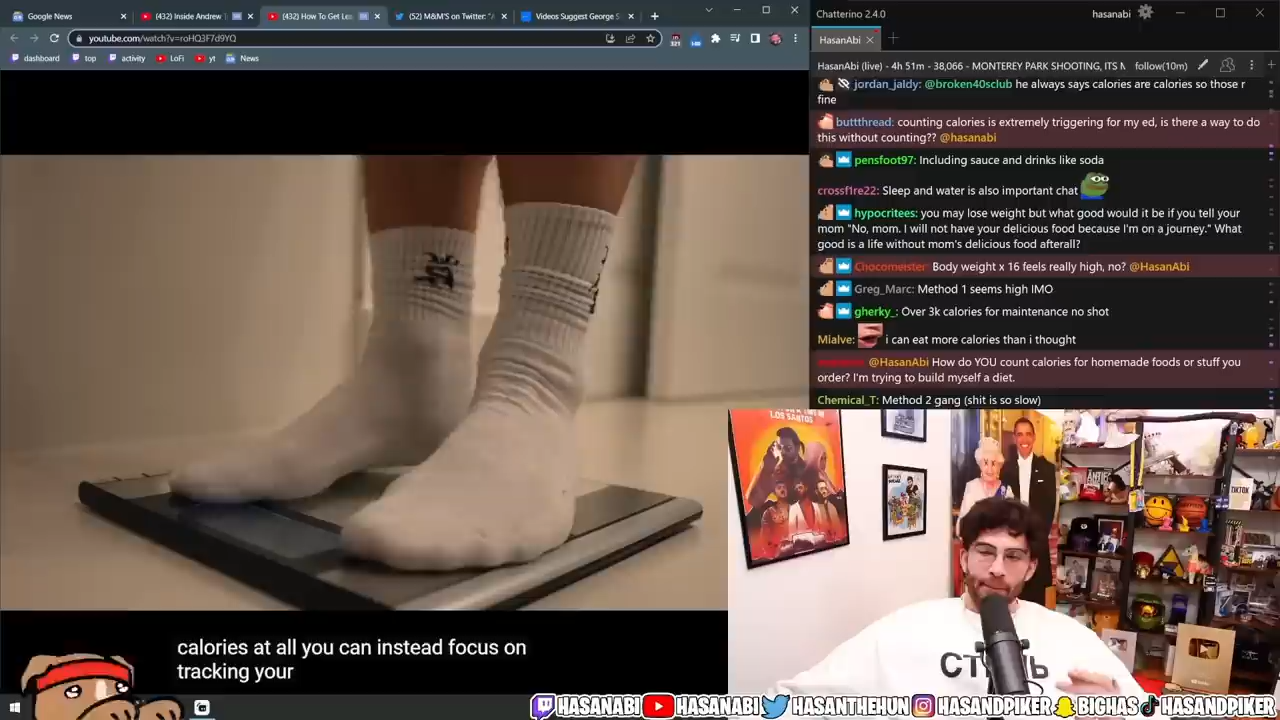 Google News
(432) Inside Andrew
(432) How To Get Lea
(52) M&M'S on Twitter: "
Videos Suggest George S
youtube.com/watch?v=roHQ3F7d9YQ
dashboard
top
activity
LoFi
yt
News
calories at all you can instead focus on
tracking your
Chatterino 2.4.0
hasanabi
HasanAbi
HasanAbi (live) - 4h 51m - 38,066 - MONTEREY PARK SHOOTING, ITS M
follow(10m)
jordan_jaldy: @broken40sclub he always says calories are calories so those r
fine
buttthread: counting calories is extremely triggering for my ed, is there a way to do
this without counting?? @hasanabi
pensfoot97: Including sauce and drinks like soda
crossf1re22: Sleep and water is also important chat
hypocritees: you may lose weight but what good would it be if you tell your
mom "No, mom. I will not have your delicious food because I'm on a journey." What
good is a life without mom's delicious food afterall?
Chocomeister: Body weight x 16 feels really high, no? @HasanAbi
Greg_Marc: Method 1 seems high IMO
gherky_: Over 3k calories for maintenance no shot
Mialve: i can eat more calories than i thought
@HasanAbi How do YOU count calories for homemade foods or stuff you
order? I'm trying to build myself a diet.
Chemical_T: Method 2 gang (shit is so slow)
LOS SANTOS
TIKTOK
HASANABI
HASANABI
HASANTHEHUN
HASANDPIKER
BIGHAS
HASANDPIKER